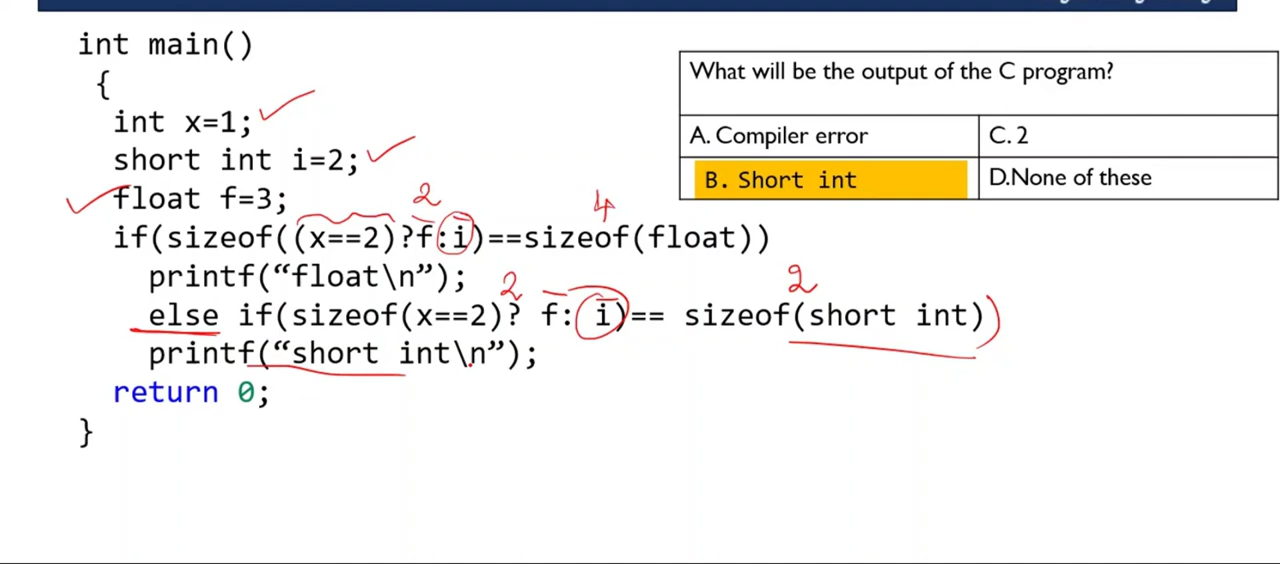 int main()
{
int x=1;
short int i=2;
float f=3;
2
4
if(sizeof((x==2)?f:i)==sizeof(float))
printf(“float\n”);
2
2
else if(sizeof(x==2)? f: i)== sizeof(short int)
printf(“short int\n”);
return 0;
}
What will be the output of the C program?
A. Compiler error
C. 2
B. Short int
D.None of these